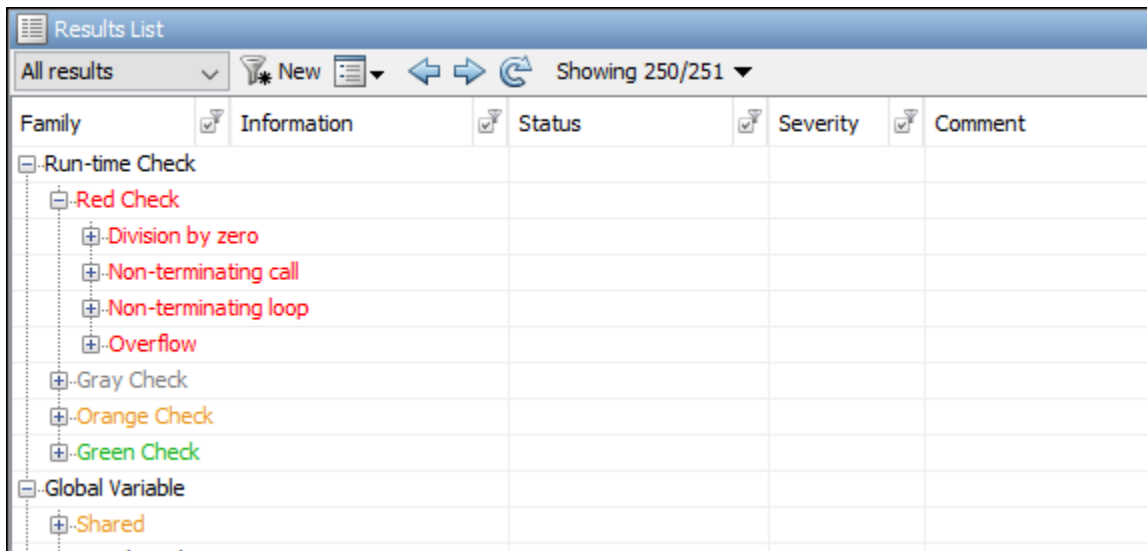 Results List
All results New Showing 250/251
Family Information Status Severity Comment
Run-time Check
Red Check
Division by zero
Non-terminating call
Non-terminating loop
Overflow
Gray Check
Orange Check
Green Check
Global Variable
Shared